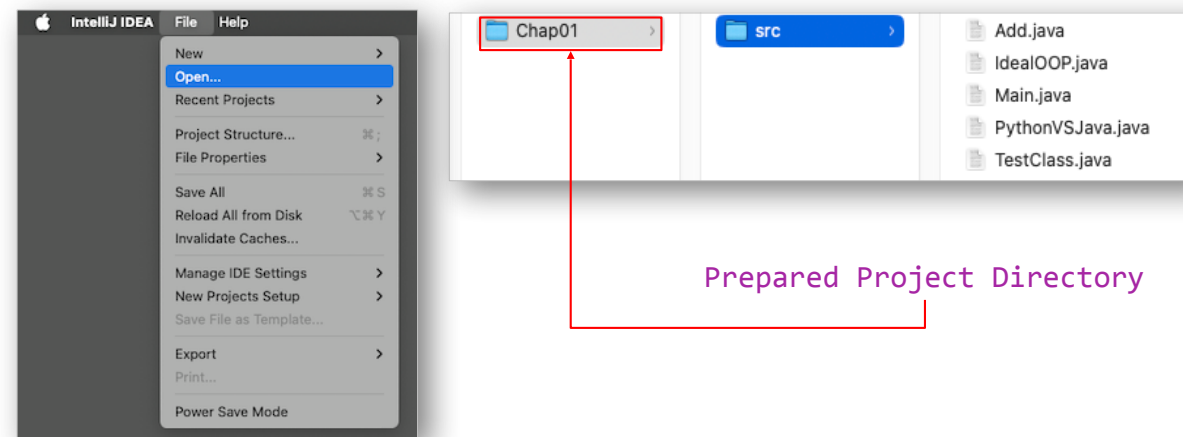 IntelliJ IDEA File Help
New
Open...
Recent Projects
Project Structure... ⌘ ;
File Properties
Save All ⌘ S
Reload All from Disk ⌥⌘ Y
Invalidate Caches...
Manage IDE Settings
New Projects Setup
Save File as Template...
Export
Print...
Power Save Mode
Chap01
src
Add.java
IdealOOP.java
Main.java
PythonVSJava.java
TestClass.java
Prepared Project Directory